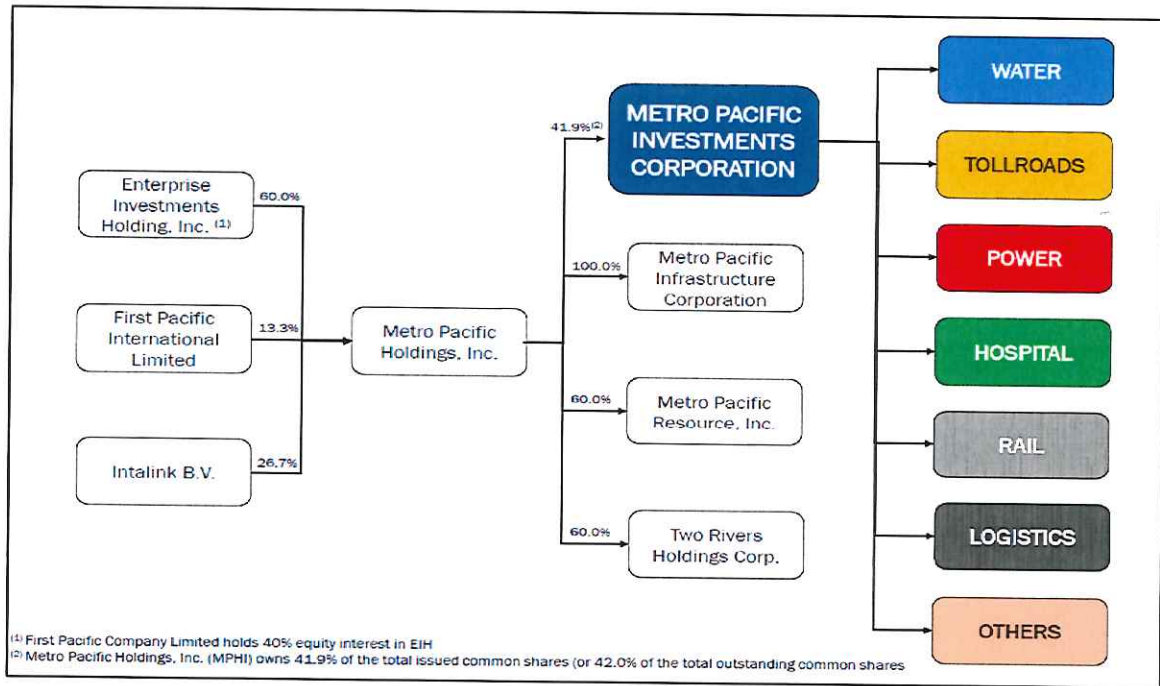 Enterprise
Investments
Holding, Inc. (1)
60.0%
First Pacific
International
Limited
13.3%
Intalink B.V.
26.7%
Metro Pacific
Holdings, Inc.
41.9%(2)
METRO PACIFIC
INVESTMENTS
CORPORATION
100.0%
Metro Pacific
Infrastructure
Corporation
60.0%
Metro Pacific
Resource, Inc.
60.0%
Two Rivers
Holdings Corp.
WATER
TOLLROADS
POWER
HOSPITAL
RAIL
LOGISTICS
OTHERS
(1) First Pacific Company Limited holds 40% equity interest in EIH
(2) Metro Pacific Holdings, Inc. (MPHI) owns 41.9% of the total issued common shares (or 42.0% of the total outstanding common shares